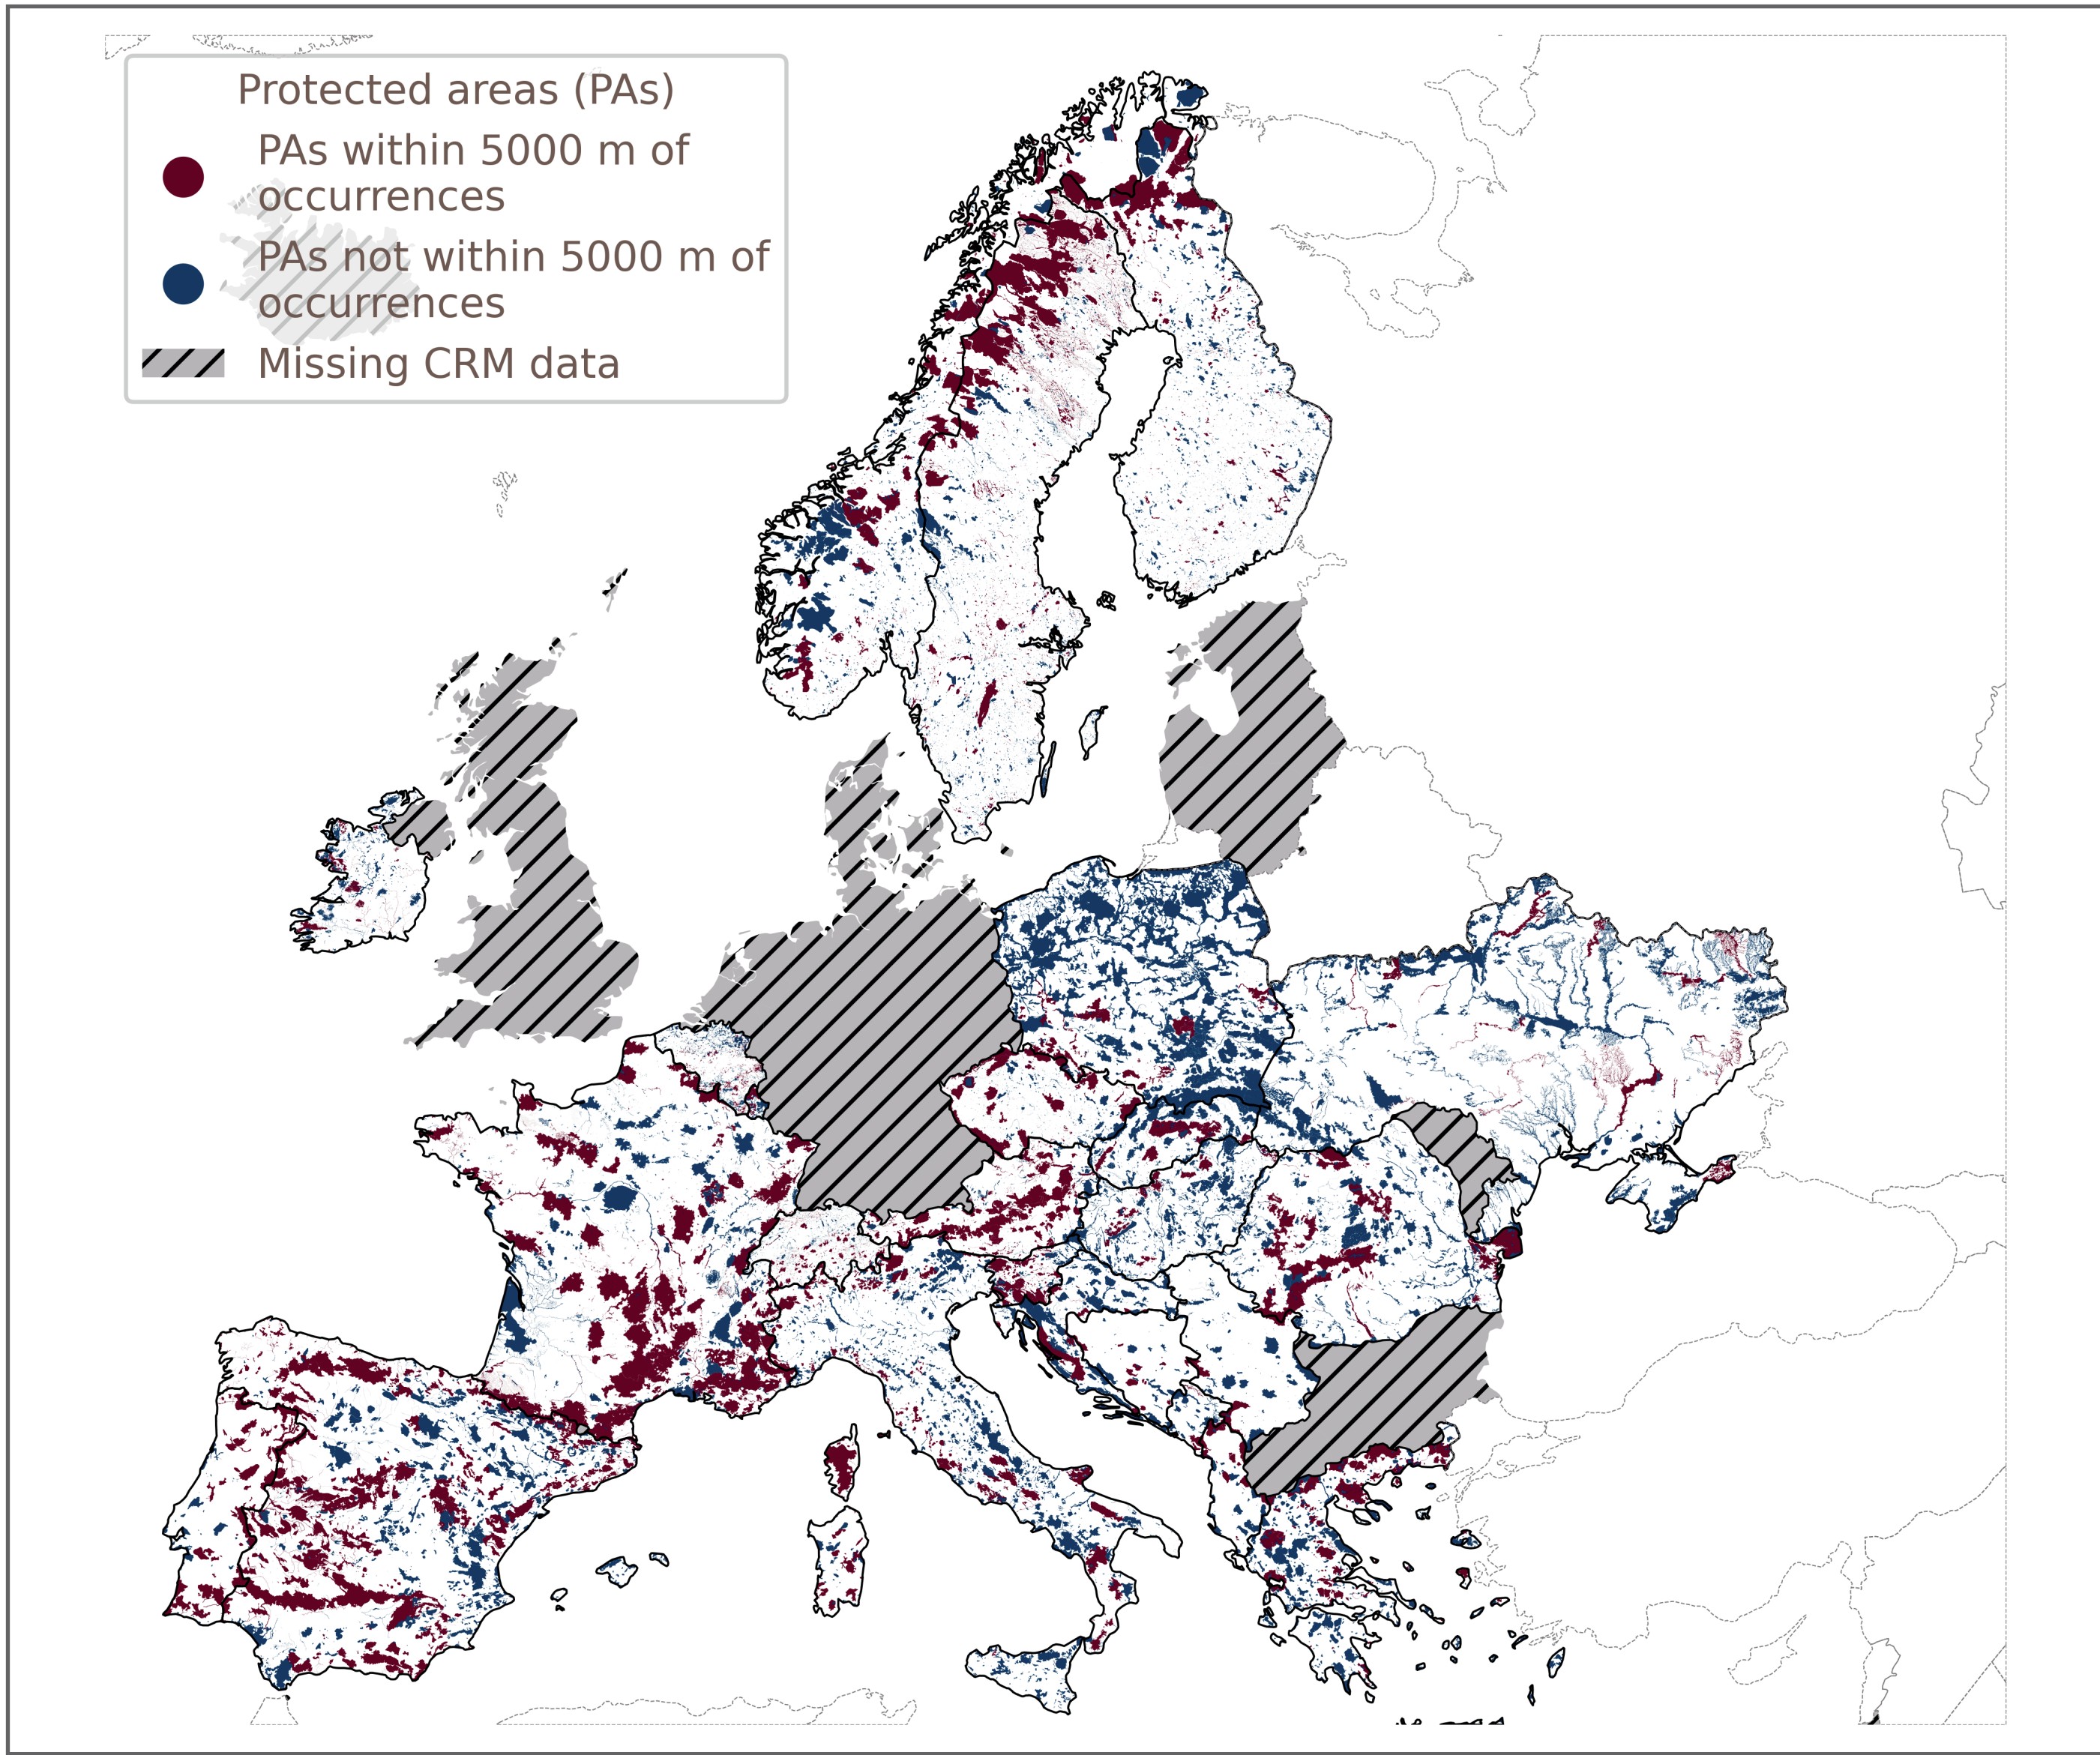 Protected areas (PAs)
PAs within 5000 m of
occurrences
PAs not within 5000 m of
occurrences
Missing CRM data